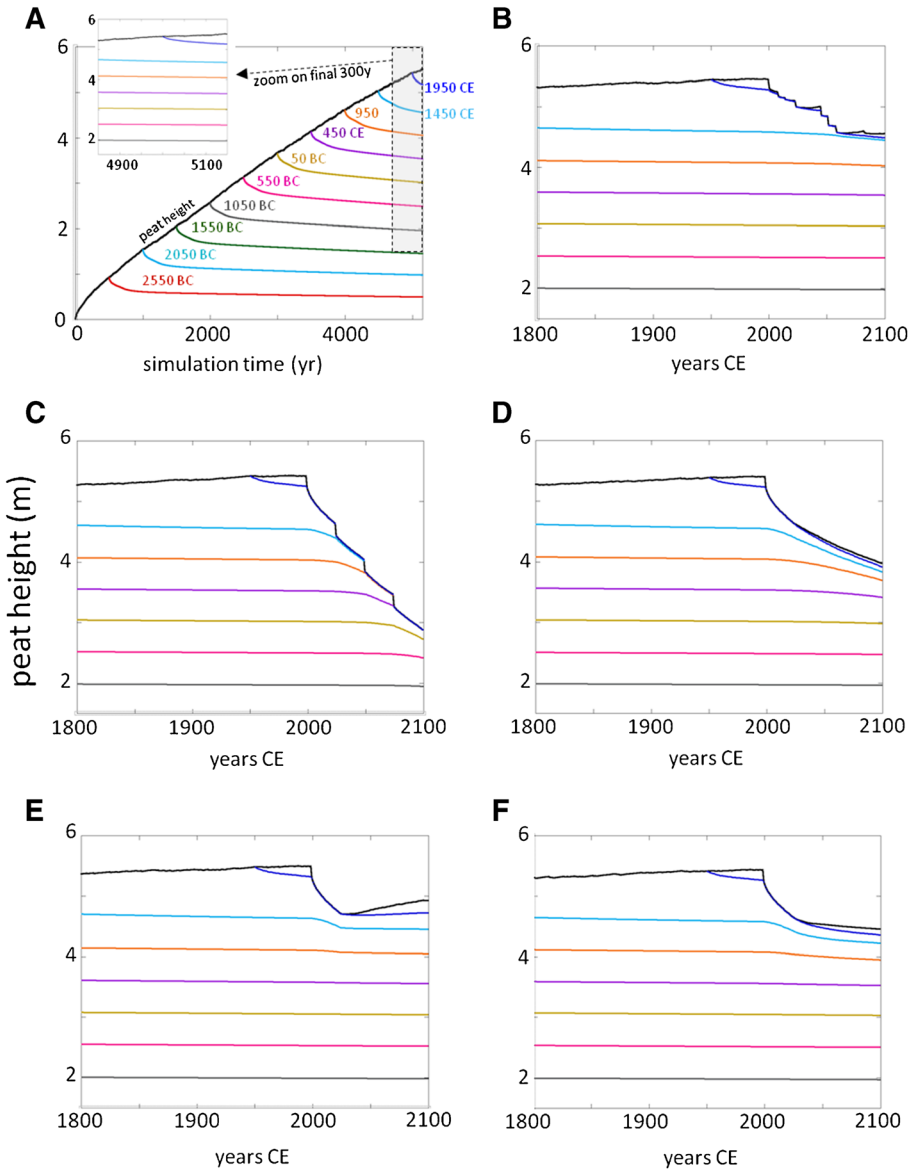 A
6
4
2
0
6
4
2
4900
5100
zoom on final 300y
1950 CE
1450 CE
950
450 CE
50 BC
550 BC
1050 BC
peat height
1550 BC
2050 BC
2550 BC
0
2000
4000
simulation time (yr)
B
6
4
2
1800
1900
2000
2100
years CE
C
6
4
2
1800
1900
2000
2100
years CE
peat height (m)
D
6
4
2
1800
1900
2000
2100
years CE
E
6
4
2
1800
1900
2000
2100
years CE
F
6
4
2
1800
1900
2000
2100
years CE